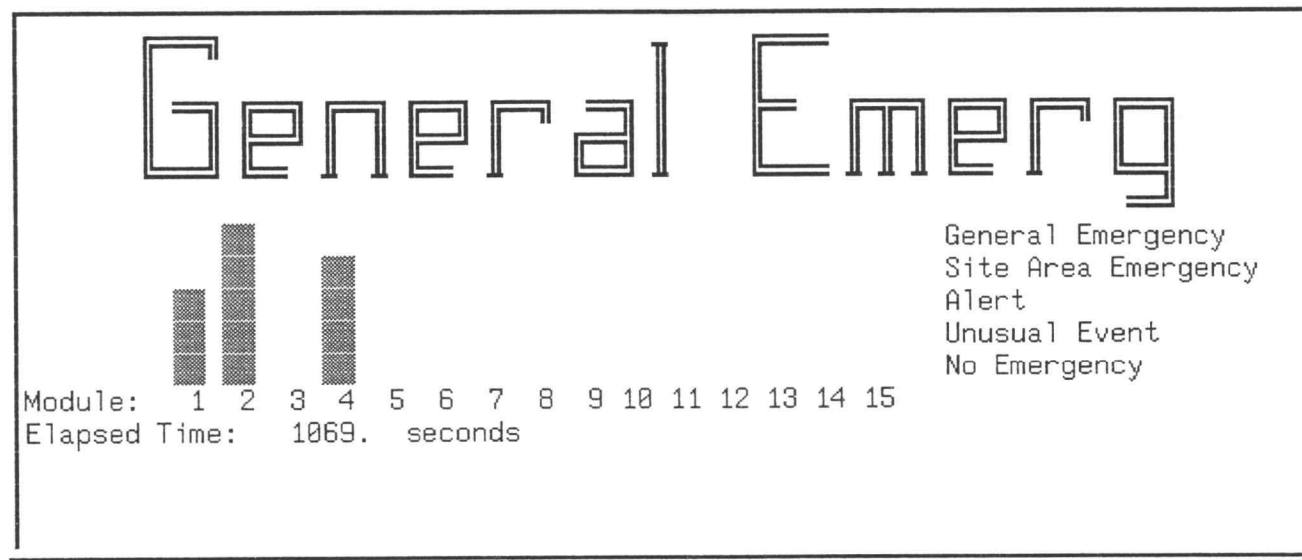 General Emerg
General Emergency
Site Area Emergency
Alert
Unusual Event
No Emergency
Module: 1 2 3 4 5 6 7 8 9 10 11 12 13 14 15
Elapsed Time: 1069. seconds